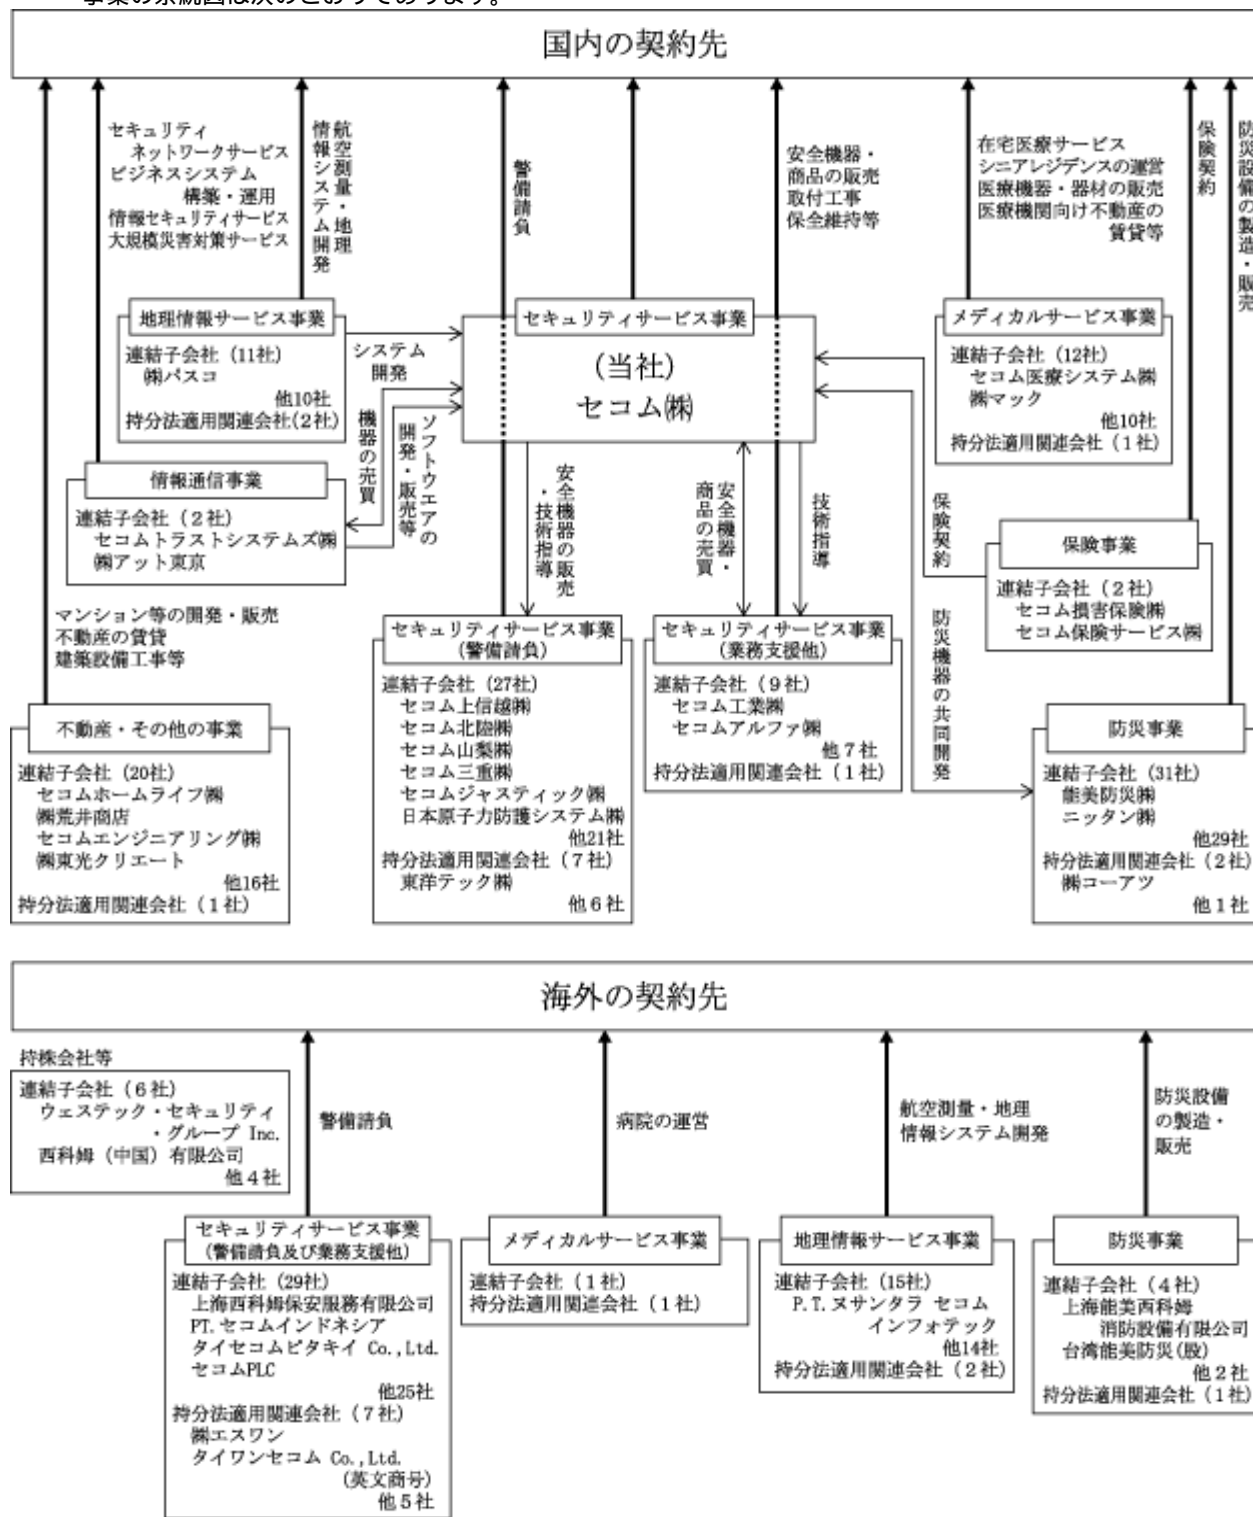 事業の系統図は次のとおりであります。
国内の契約先
セキュリティ
ネットワークサービス
ビジネスシステム
構築・運用
情報セキュリティサービス
大規模災害対策サービス
航空測量・地理
情報システム開発
警備請負
安全機器・
商品の販売
取付工事
保全維持等
在宅医療サービス
シニアレジデンスの運営
医療機器・器材の販売
医療機関向け不動産の
賃貸等
保険契約
防災設備の製造・販売
地理情報サービス事業
連結子会社(11社)
㈱パスコ
他10社
持分法適用関連会社(2社)
システム
開発
セキュリティサービス事業
(当社)
セコム㈱
メディカルサービス事業
連結子会社(12社)
セコム医療システム㈱
㈱マック
他10社
持分法適用関連会社(1社)
情報通信事業
連結子会社(2社)
セコムトラストシステムズ㈱
㈱アット東京
機器の売買
ソフトウエアの
開発・販売等
安全機器の販売
・技術指導
安全機器・
商品の売買
技術指導
保険契約
保険事業
連結子会社(2社)
セコム損害保険㈱
セコム保険サービス㈱
防災機器の共同開発
マンション等の開発・販売
不動産の賃貸
建築設備工事等
不動産・その他の事業
連結子会社(20社)
セコムホームライフ㈱
㈱荒井商店
セコムエンジニアリング㈱
㈱東光クリエート
他16社
持分法適用関連会社(1社)
セキュリティサービス事業
(警備請負)
連結子会社(27社)
セコム上信越㈱
セコム北陸㈱
セコム山梨㈱
セコム三重㈱
セコムジャスティック㈱
日本原子力防護システム㈱
他21社
持分法適用関連会社(7社)
東洋テック㈱
他6社
セキュリティサービス事業
(業務支援他)
連結子会社(9社)
セコム工業㈱
セコムアルファ㈱
他7社
持分法適用関連会社(1社)
防災事業
連結子会社(31社)
能美防災㈱
ニッタン㈱
他29社
持分法適用関連会社(2社)
㈱コーアツ
他1社
海外の契約先
持株会社等
連結子会社(6社)
ウェステック・セキュリティ
・グループ Inc.
西科姆(中国)有限公司
他4社
警備請負
病院の運営
航空測量・地理
情報システム開発
防災設備
の製造・
販売
セキュリティサービス事業
(警備請負及び業務支援他)
連結子会社(29社)
上海西科姆保安服務有限公司
PT.セコムインドネシア
タイセコムピタキイ Co.,Ltd.
セコムPLC
他25社
持分法適用関連会社(7社)
㈱エスワン
タイワンセコム Co.,Ltd.
(英文商号)
他5社
メディカルサービス事業
連結子会社(1社)
持分法適用関連会社(1社)
地理情報サービス事業
連結子会社(15社)
P.T.ヌサンタラ セコム
インフォテック
他14社
持分法適用関連会社(2社)
防災事業
連結子会社(4社)
上海能美西科姆
消防設備有限公司
台湾能美防災(股)
他2社
持分法適用関連会社(1社)